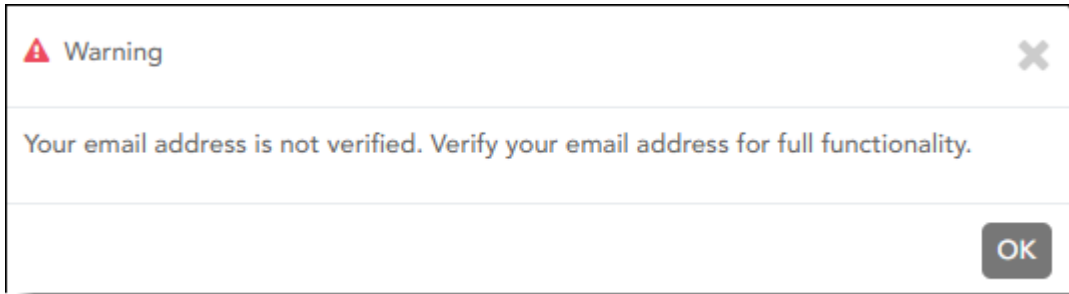 Warning
Your email address is not verified. Verify your email address for full functionality.
OK